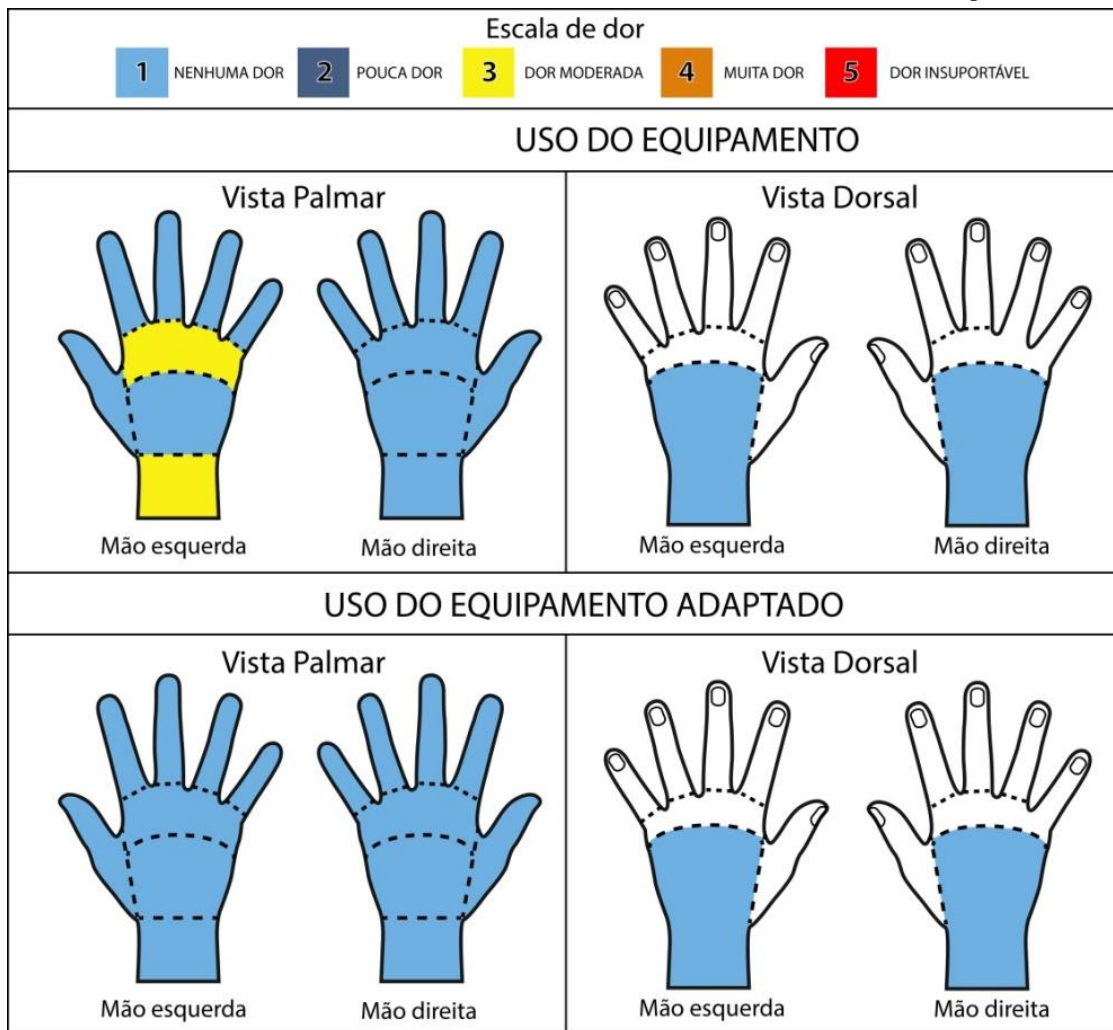 Escala de dor
1 NENHUMA DOR 2 POUCA DOR 3 DOR MODERADA 4 MUITA DOR 5 DOR INSUPORTÁVEL
USO DO EQUIPAMENTO
Vista Palmar Vista Dorsal
Mão esquerda Mão direita Mão esquerda Mão direita
USO DO EQUIPAMENTO ADAPTADO
Vista Palmar Vista Dorsal
Mão esquerda Mão direita Mão esquerda Mão direita